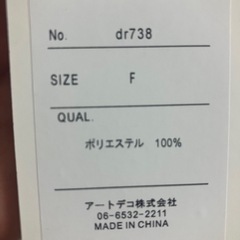 No. dr738
SIZE F
QUAL.
ポリエステル 100%
アートデコ株式会社
06-6532-2211
MADE IN CHINA